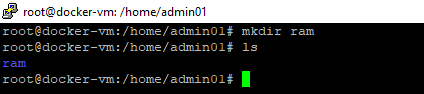 root@docker-vm: /home/admin01
root@docker-vm:/home/admin01# mkdir ram
root@docker-vm:/home/admin01# ls
ram
root@docker-vm:/home/admin01#